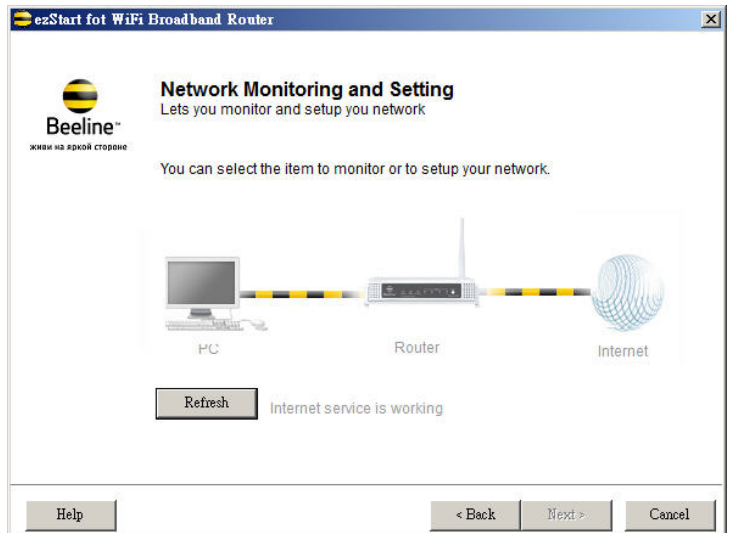 ezStart fot WiFi Broadband Router
Beeline™
живи на яркой стороне
Network Monitoring and Setting
Lets you monitor and setup you network
You can select the item to monitor or to setup your network.
PC
Router
Internet
Refresh
Internet service is working
Help
< Back
Next >
Cancel